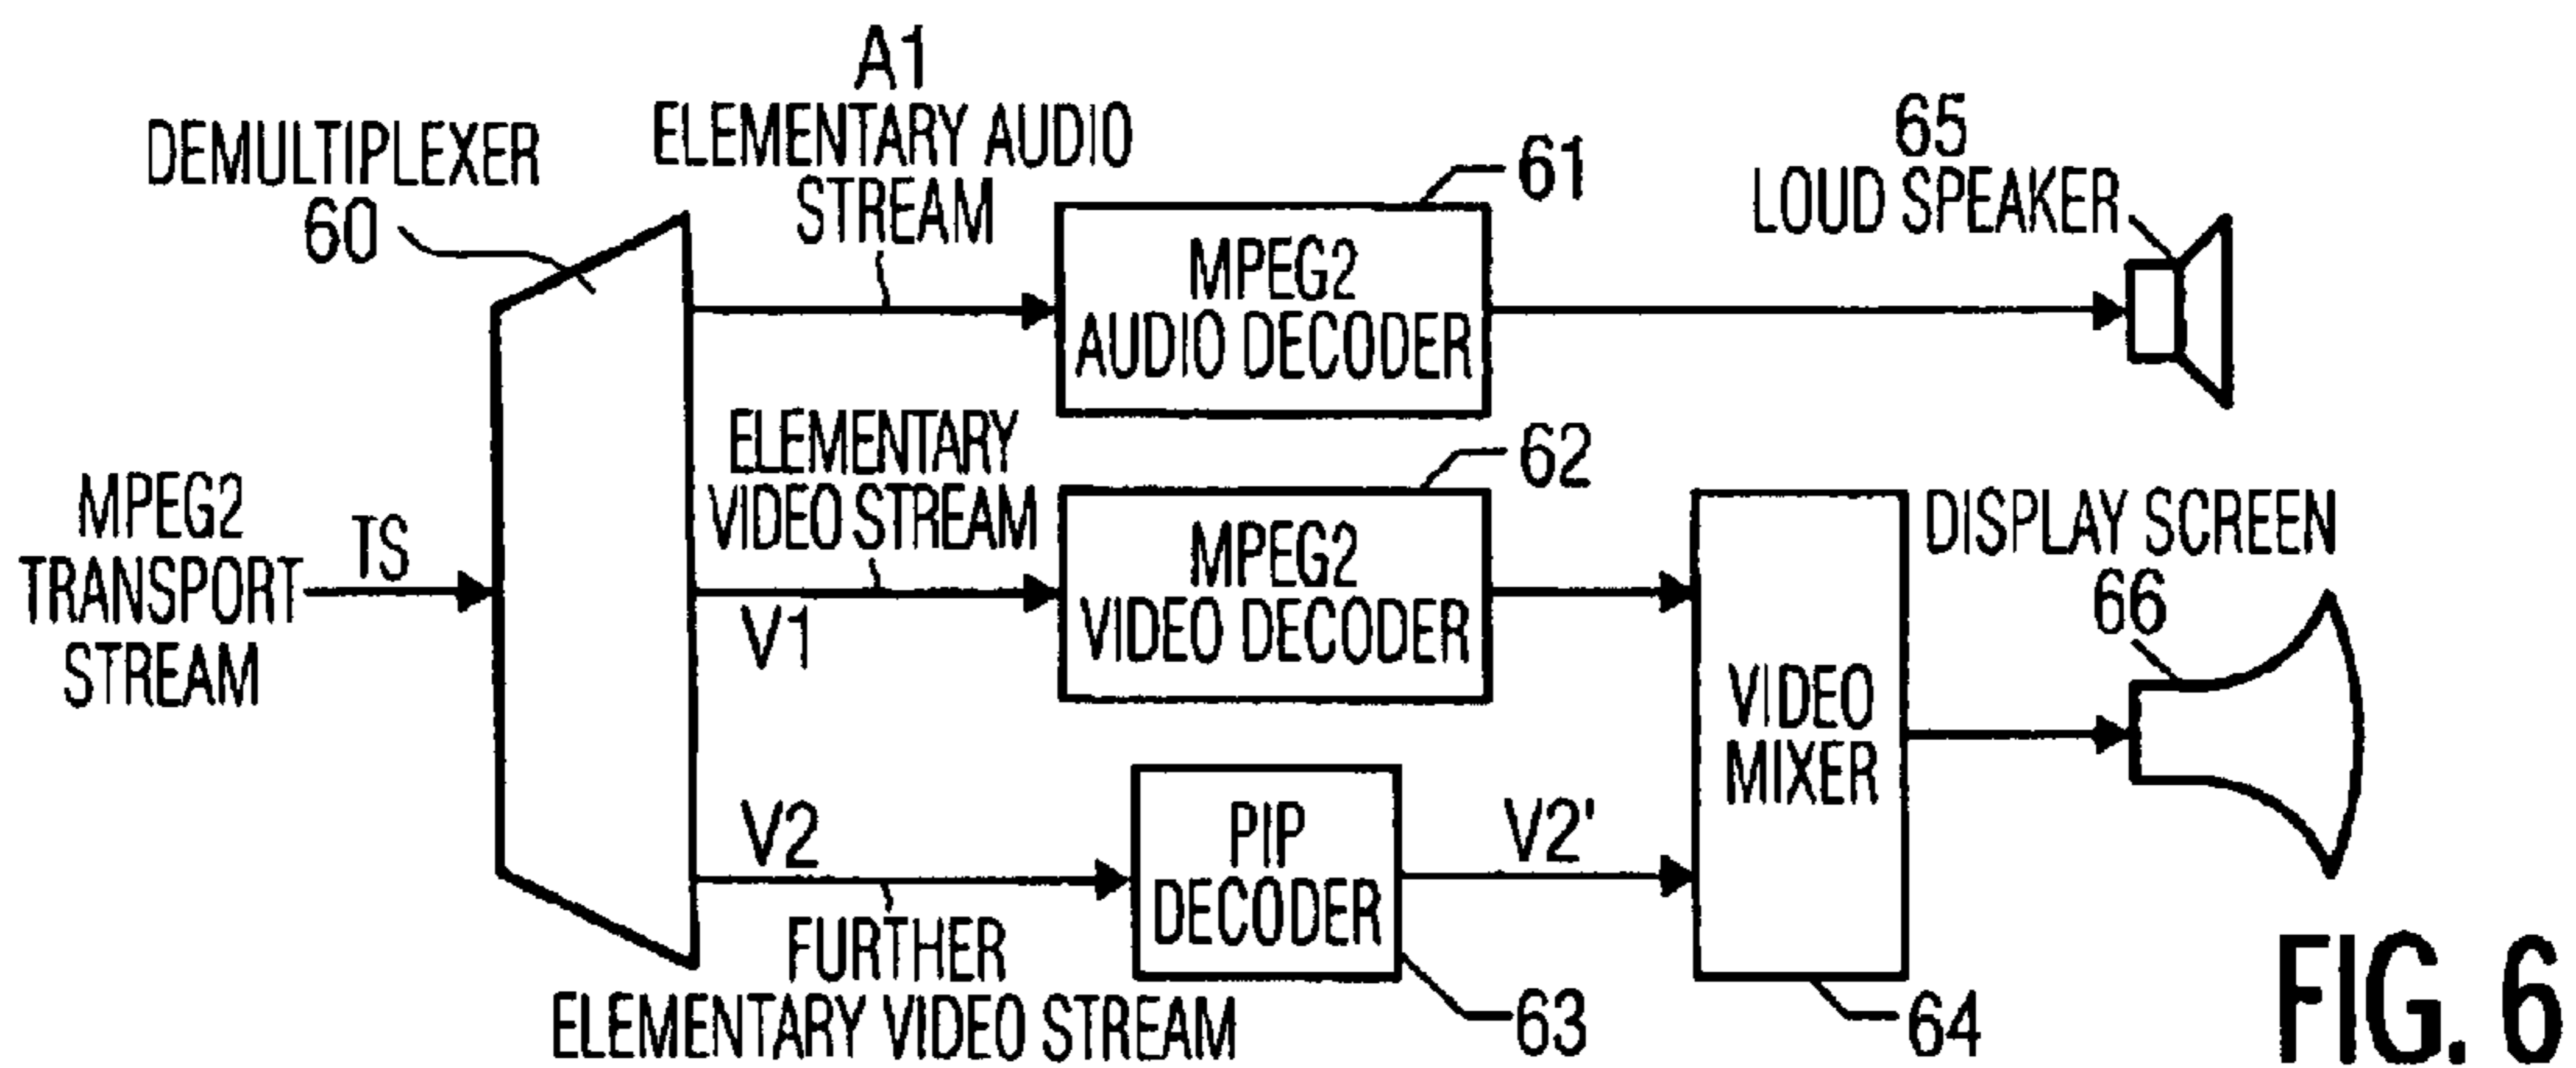 A1
ELEMENTARY AUDIO
STREAM
DEMULTIPLEXER
60
61
MPEG2
AUDIO DECODER
65
LOUD SPEAKER
MPEG2
TRANSPORT
STREAM
TS
ELEMENTARY
VIDEO STREAM
V1
62
MPEG2
VIDEO DECODER
DISPLAY SCREEN
66
VIDEO
MIXER
64
V2
FURTHER
ELEMENTARY VIDEO STREAM
PIP
DECODER
63
V2'
FIG. 6